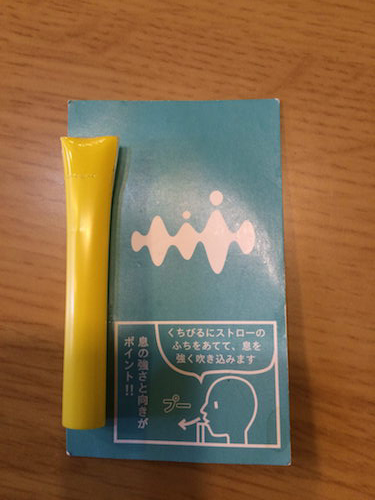 くちびるにストローの
ふちをあてて、息を
強く吹き込みます
息の強さと向きが
ポイント!!
プー